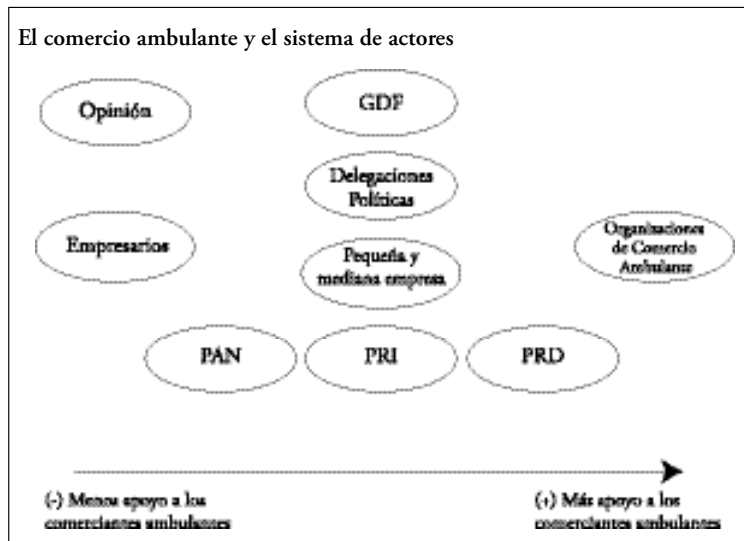 El comercio ambulante y el sistema de actores
Opinión
GDF
Delegaciones
Políticas
Empresarios
Pequeña y
mediana empresa
Organizaciones
de Comercio
Ambulante
PAN
PRI
PRD
(-) Menos apoyo a los
comerciantes ambulantes
(+) Más apoyo a los
comerciantes ambulantes